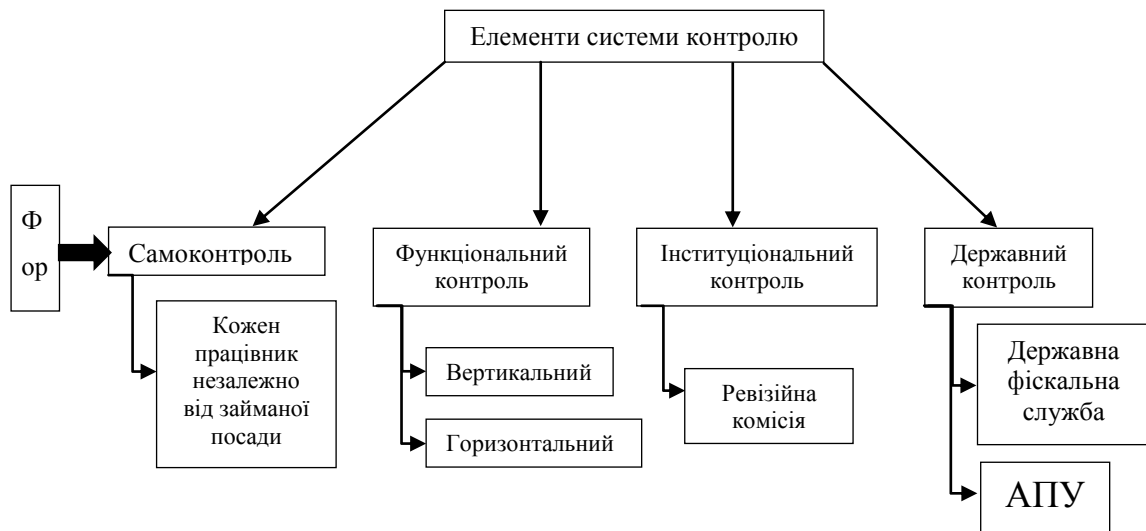 Елементи системи контролю
Ф
ор
Самоконтроль
Функціональний
контроль
Інституціональний
контроль
Державний
контроль
Кожен
працівник
незалежно
від займаної
посади
Вертикальний
Горизонтальний
Ревізійна
комісія
Державна
фіскальна
служба
АПУ